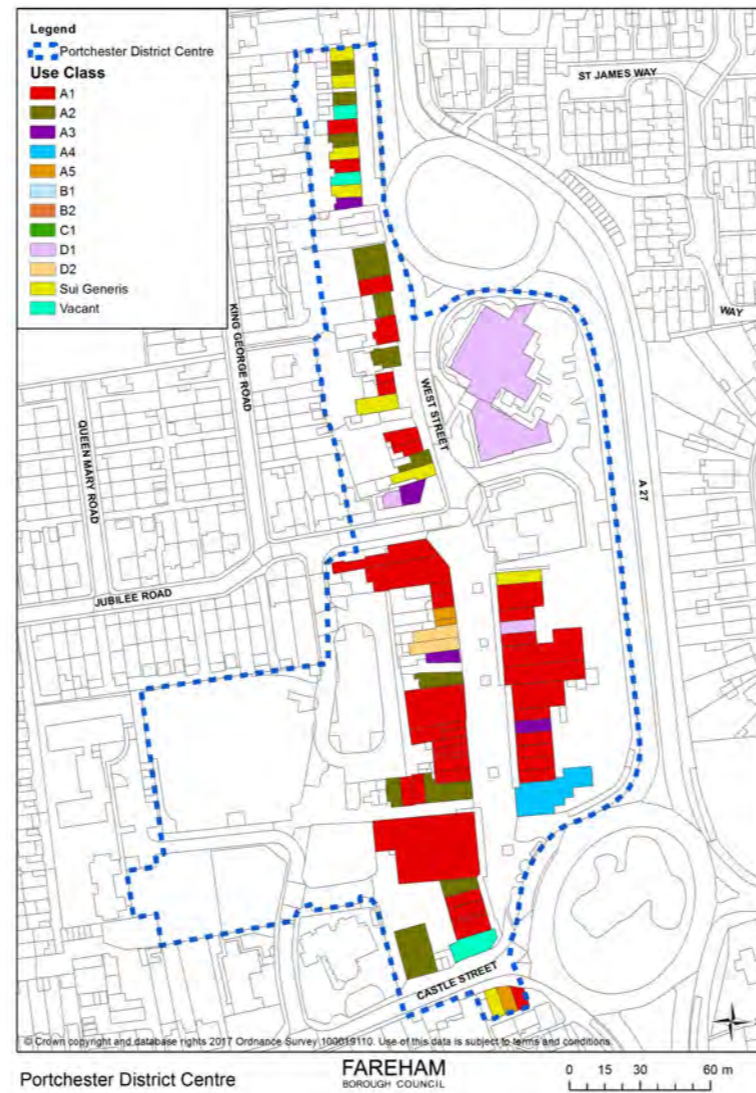 Legend
Portchester District Centre
Use Class
A1
A2
A3
A4
A5
B1
B2
C1
D1
D2
Sui Generis
Vacant
ST JAMES WAY
WAY
KING GEORGE ROAD
QUEEN MARY ROAD
WEST STREET
A 27
JUBILEE ROAD
CASTLE STREET
© Crown copyright and database rights 2017 Ordnance Survey 100019110. Use of this data is subject to terms and conditions
Portchester District Centre
FAREHAM
BOROUGH COUNCIL
0 15 30 60 m